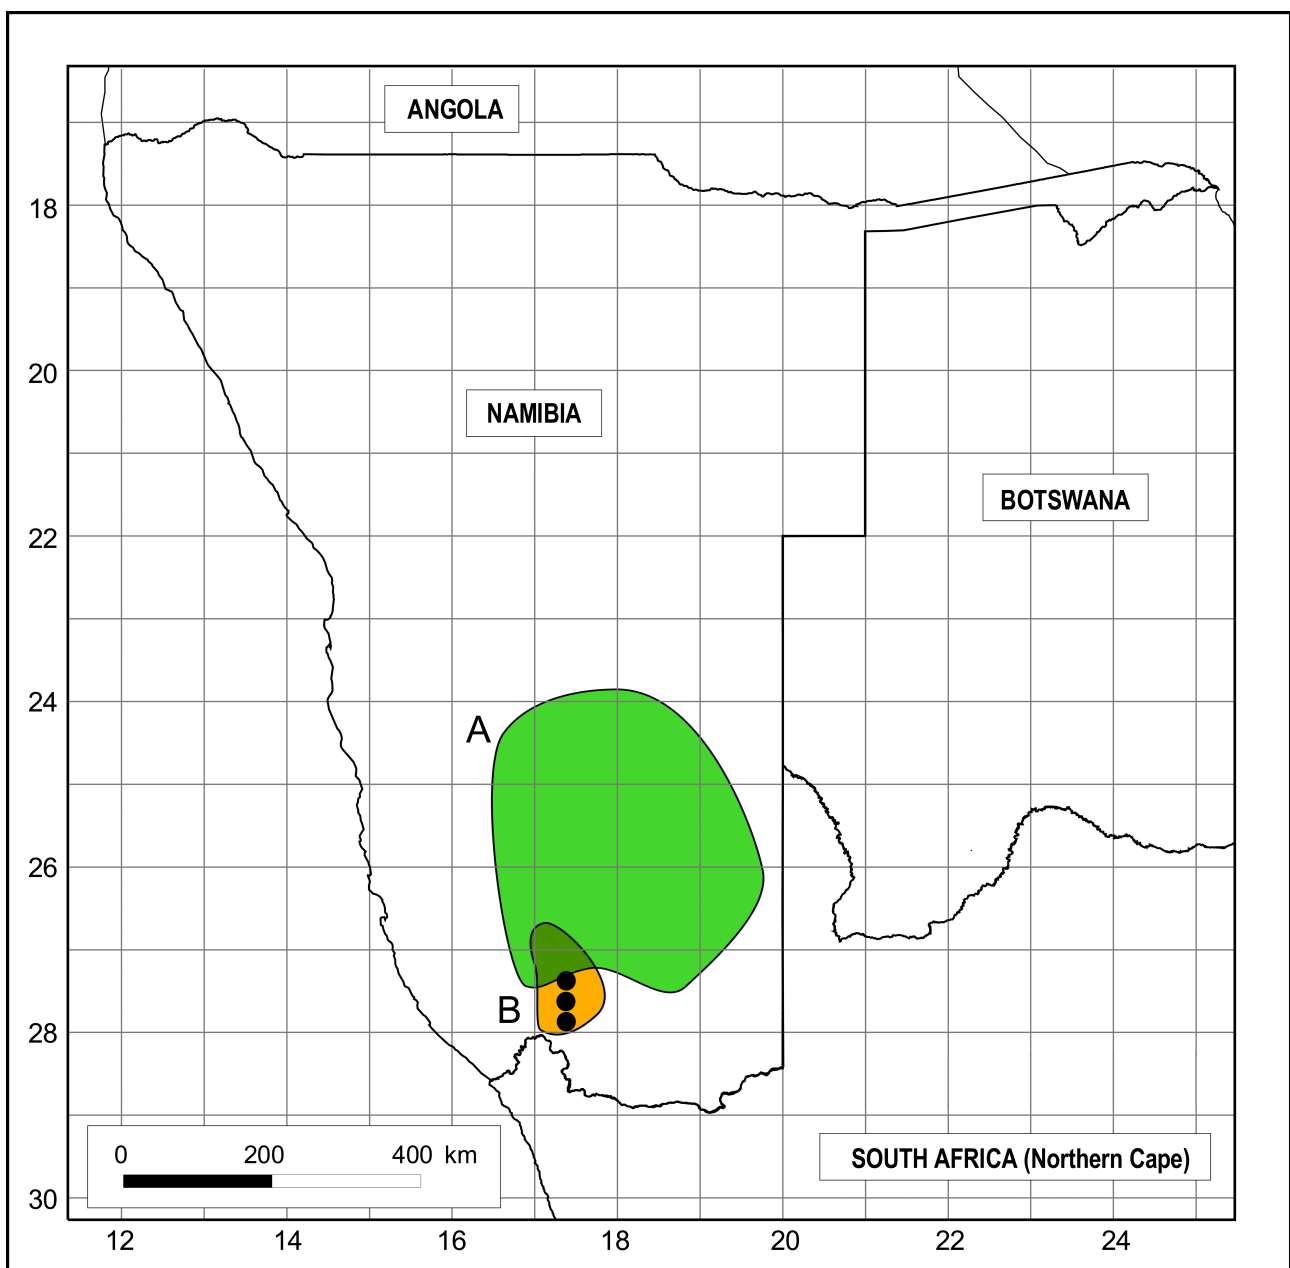 ANGOLA
18
20
NAMIBIA
BOTSWANA
22
24
A
26
B
28
0 200 400 km
SOUTH AFRICA (Northern Cape)
30
12 14 16 18 20 22 24